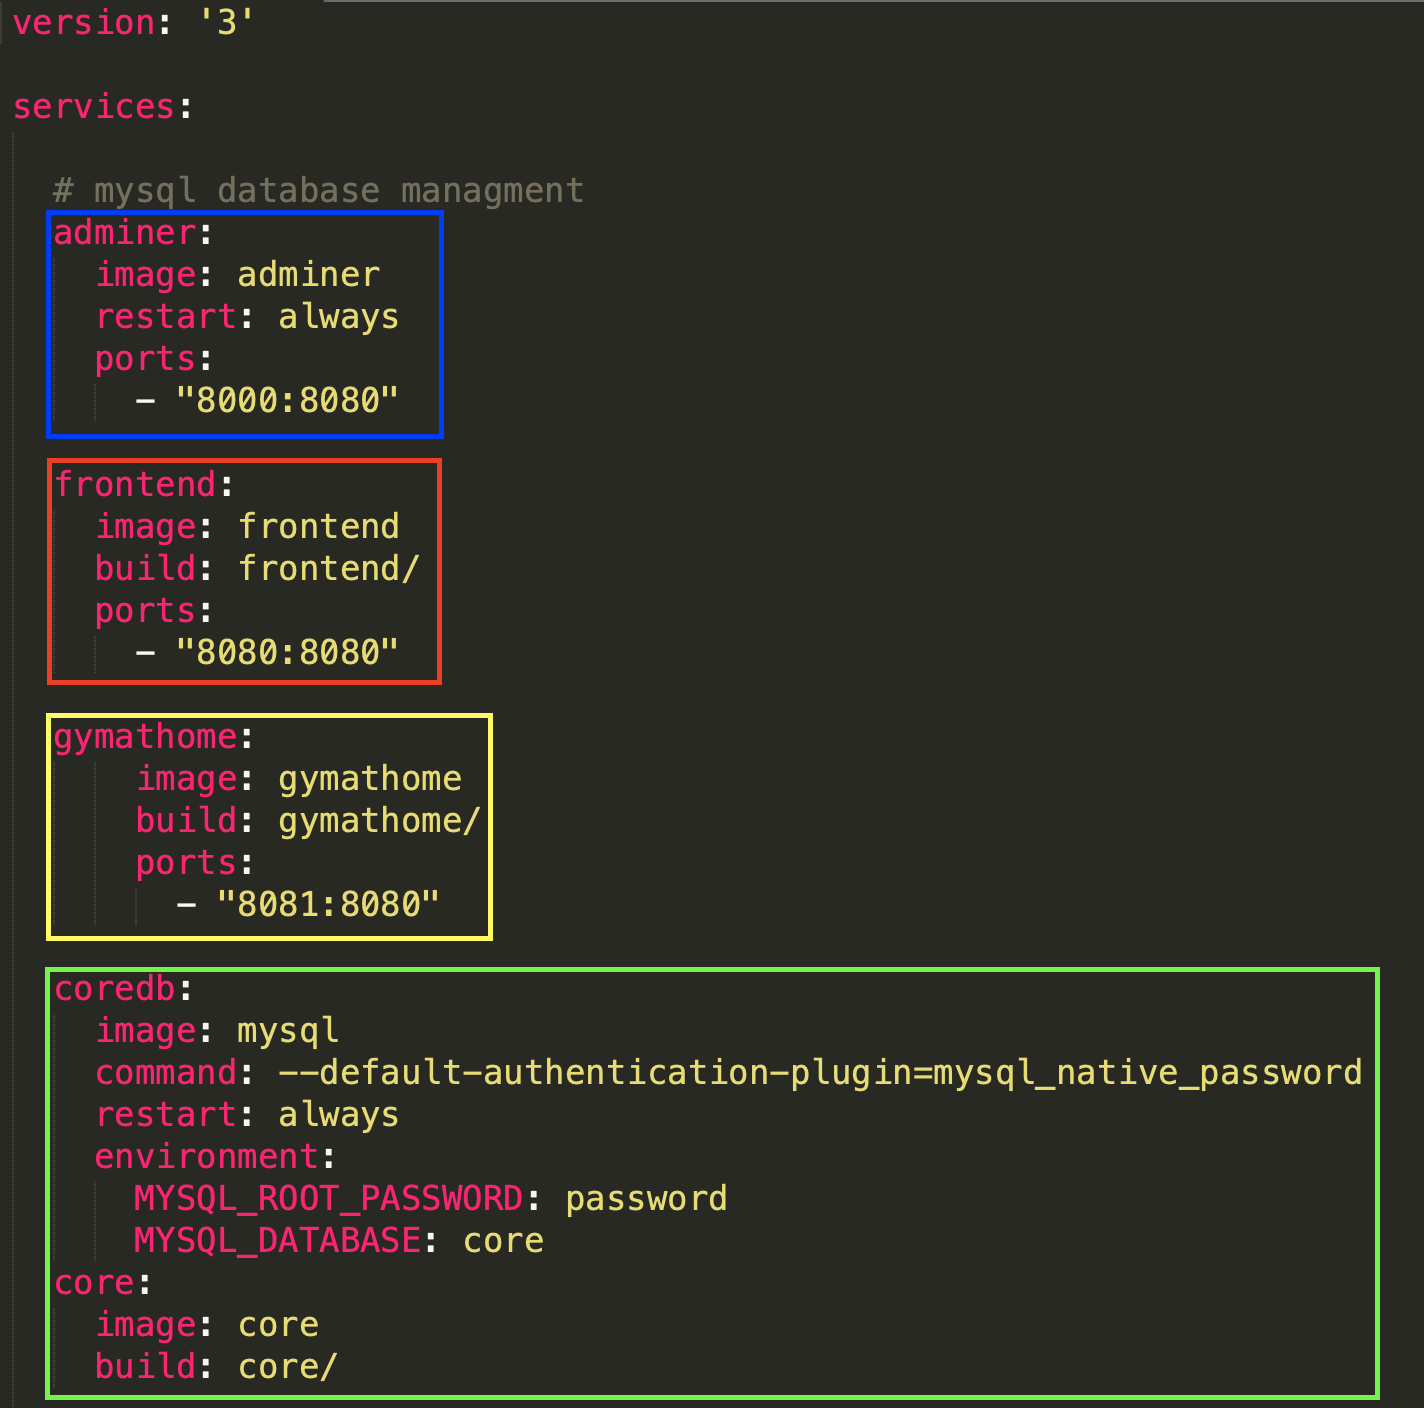 version: '3'
services:
# mysql database managment
adminer:
image: adminer
restart: always
ports:
- "8000:8080"
frontend:
image: frontend
build: frontend/
ports:
- "8080:8080"
gymathome:
image: gymathome
build: gymathome/
ports:
- "8081:8080"
coredb:
image: mysql
command: --default-authentication-plugin=mysql_native_password
restart: always
environment:
MYSQL_ROOT_PASSWORD: password
MYSQL_DATABASE: core
core:
image: core
build: core/